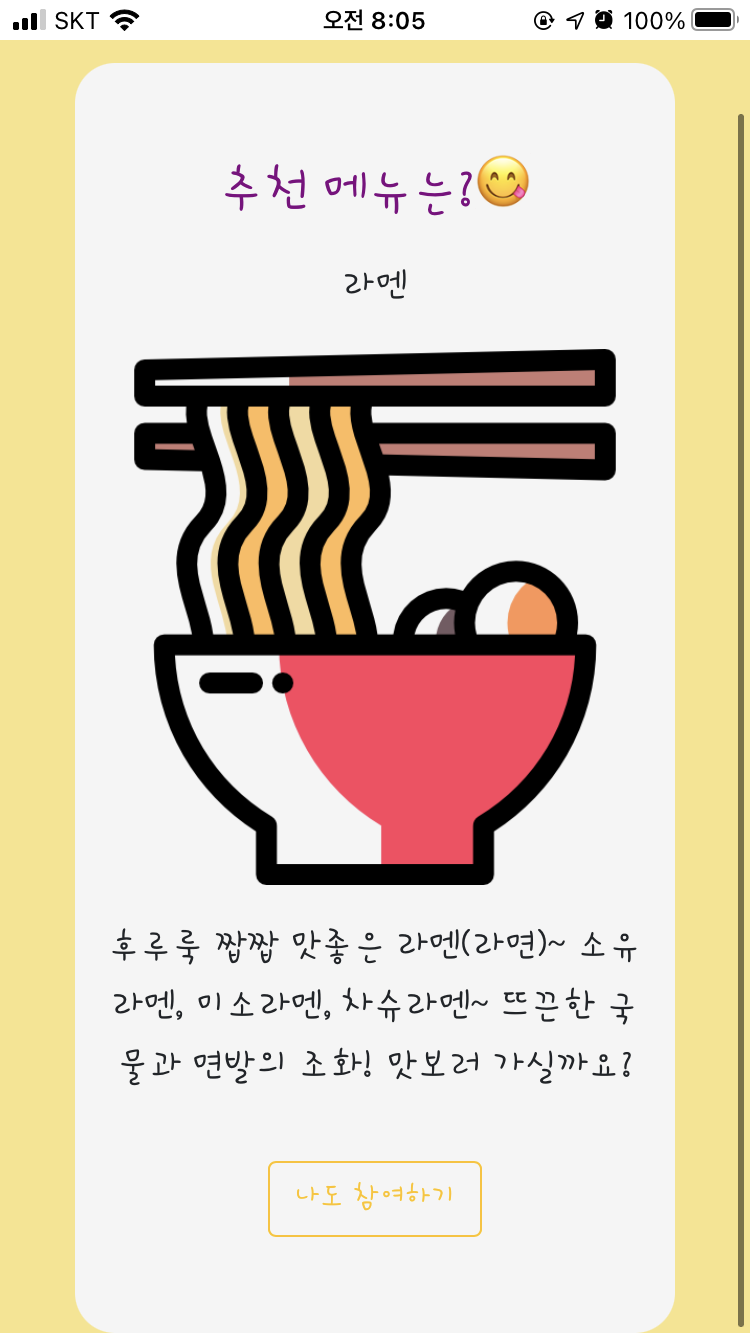 SKT 오전 8:05 100%
추천 메뉴는?😋
라멘
후루룩 짭짭 맛좋은 라멘(라면)~ 소유
라멘, 미소라멘, 차슈라멘~ 뜨끈한 국
물과 면발의 조화! 맛보러 가실까요?
나도 참여하기